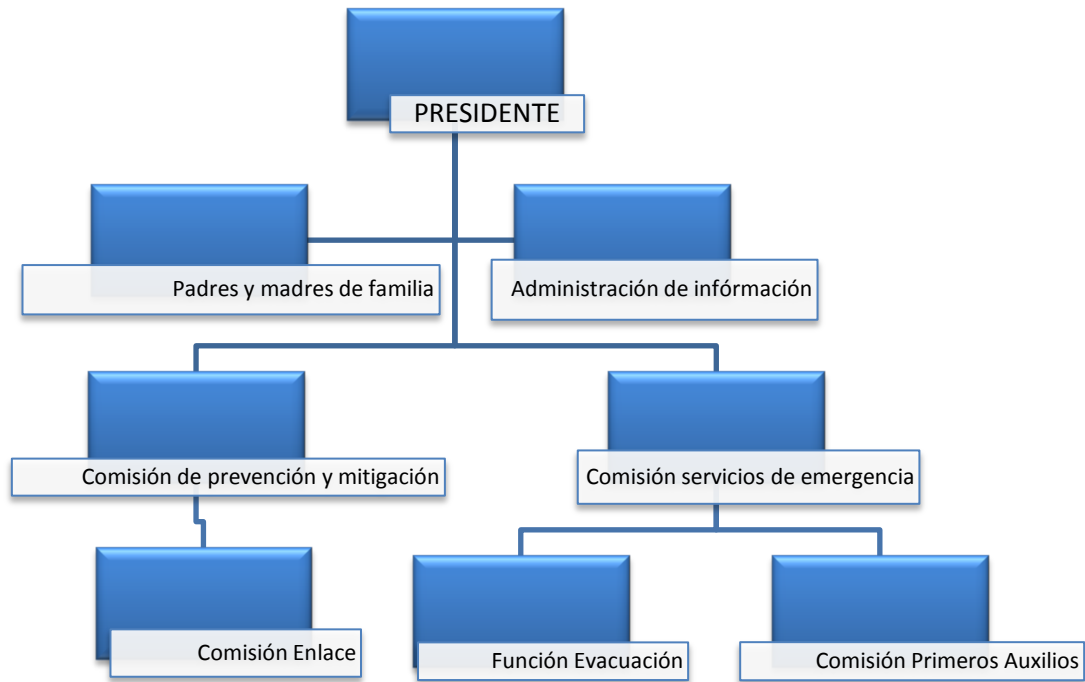 PRESIDENTE
Padres y madres de familia
Administración de infórmación
Comisión de prevención y mitigación
Comisión servicios de emergencia
Comisión Enlace
Función Evacuación
Comisión Primeros Auxilios